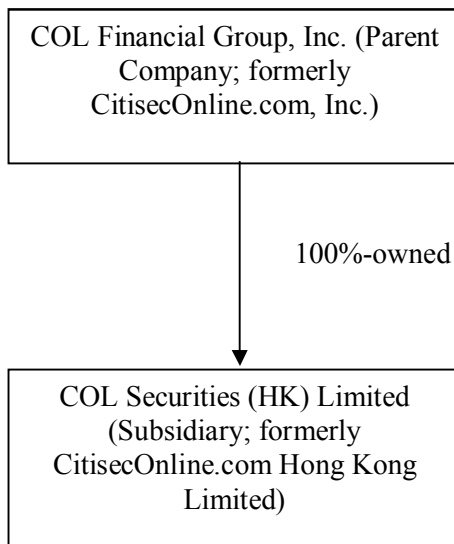 COL Financial Group, Inc. (Parent
Company; formerly
CitisecOnline.com, Inc.)
100%-owned
COL Securities (HK) Limited
(Subsidiary; formerly
CitisecOnline.com Hong Kong
Limited)